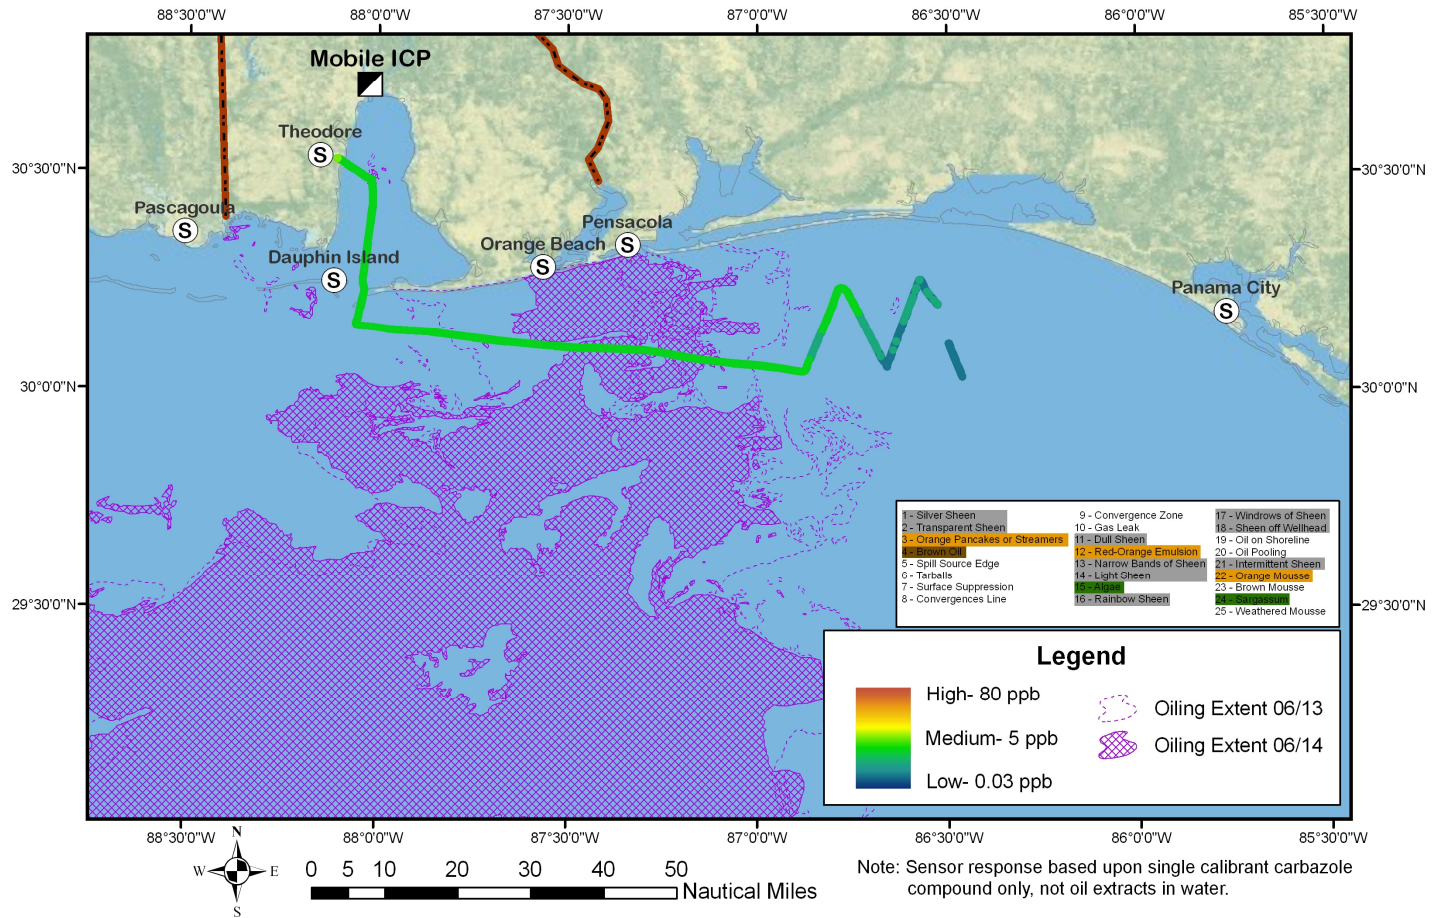 88°30'0"W 88°0'0"W 87°30'0"W 87°0'0"W 86°30'0"W 86°0'0"W 85°30'0"W
Mobile ICP
Theodore
S
30°30'0"N
30°30'0"N
Pascagoula
S
Pensacola
S
Orange Beach
S
Dauphin Island
S
Panama City
S
30°0'0"N
30°0'0"N
1 - Silver Sheen
2 - Transparent Sheen
3 - Orange Pancakes or Streamers
4 - Brown Oil
5 - Spill Source Edge
6 - Tarballs
7 - Surface Suppression
8 - Convergences Line
9 - Convergence Zone
10 - Gas Leak
11 - Dull Sheen
12 - Red-Orange Emulsion
13 - Narrow Bands of Sheen
14 - Light Sheen
15 - Algae
16 - Rainbow Sheen
17 - Windrows of Sheen
18 - Sheen off Wellhead
19 - Oil on Shoreline
20 - Oil Pooling
21 - Intermittent Sheen
22 - Orange Mousse
23 - Brown Mousse
24 - Sargassum
25 - Weathered Mousse
29°30'0"N
29°30'0"N
Legend
High- 80 ppb
Medium- 5 ppb
Low- 0.03 ppb
Oiling Extent 06/13
Oiling Extent 06/14
88°30'0"W 88°0'0"W 87°30'0"W 87°0'0"W 86°30'0"W 86°0'0"W 85°30'0"W
N
W E
S
0 5 10 20 30 40 50
Nautical Miles
Note: Sensor response based upon single calibrant carbazole
compound only, not oil extracts in water.